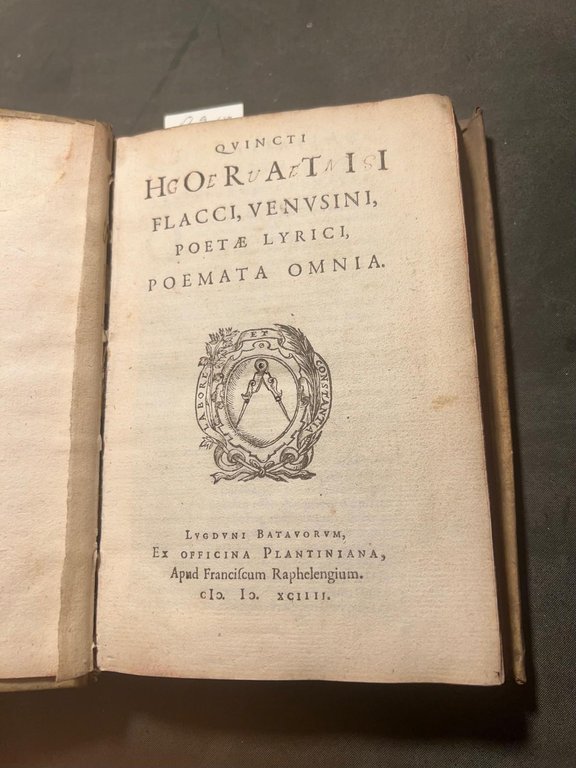 QVINCTI
HORATII
FLACCI, VENVSINI,
POETÆ LYRICI,
POEMATA OMNIA.
LABORE ET CONSTANTIA
LVGDVNI BATAVORVM,
EX OFFICINA PLANTINIANA,
Apud Franciſcum Raphelengium.
cIↄ. Iↄ. XCIIII.